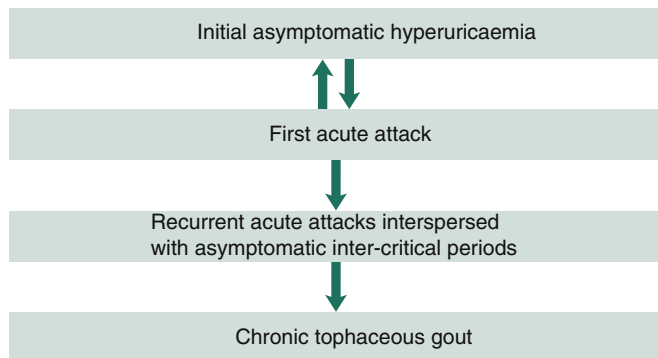 Initial asymptomatic hyperuricaemia
First acute attack
Recurrent acute attacks interspersed
with asymptomatic inter-critical periods
Chronic tophaceous gout